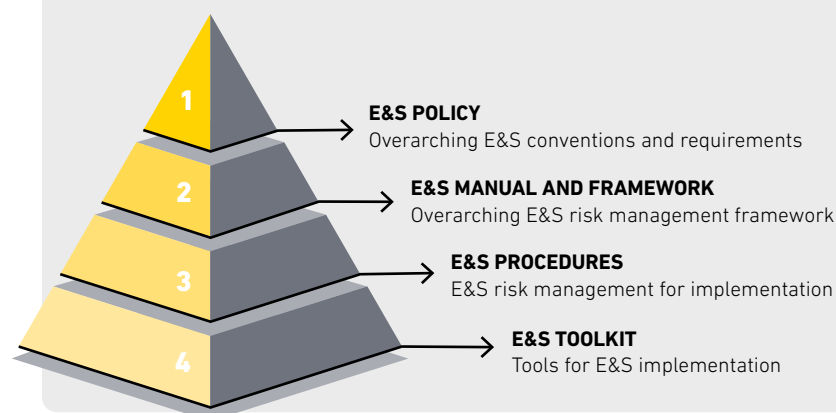 1
E&S POLICY
Overarching E&S conventions and requirements
2
E&S MANUAL AND FRAMEWORK
Overarching E&S risk management framework
3
E&S PROCEDURES
E&S risk management for implementation
4
E&S TOOLKIT
Tools for E&S implementation